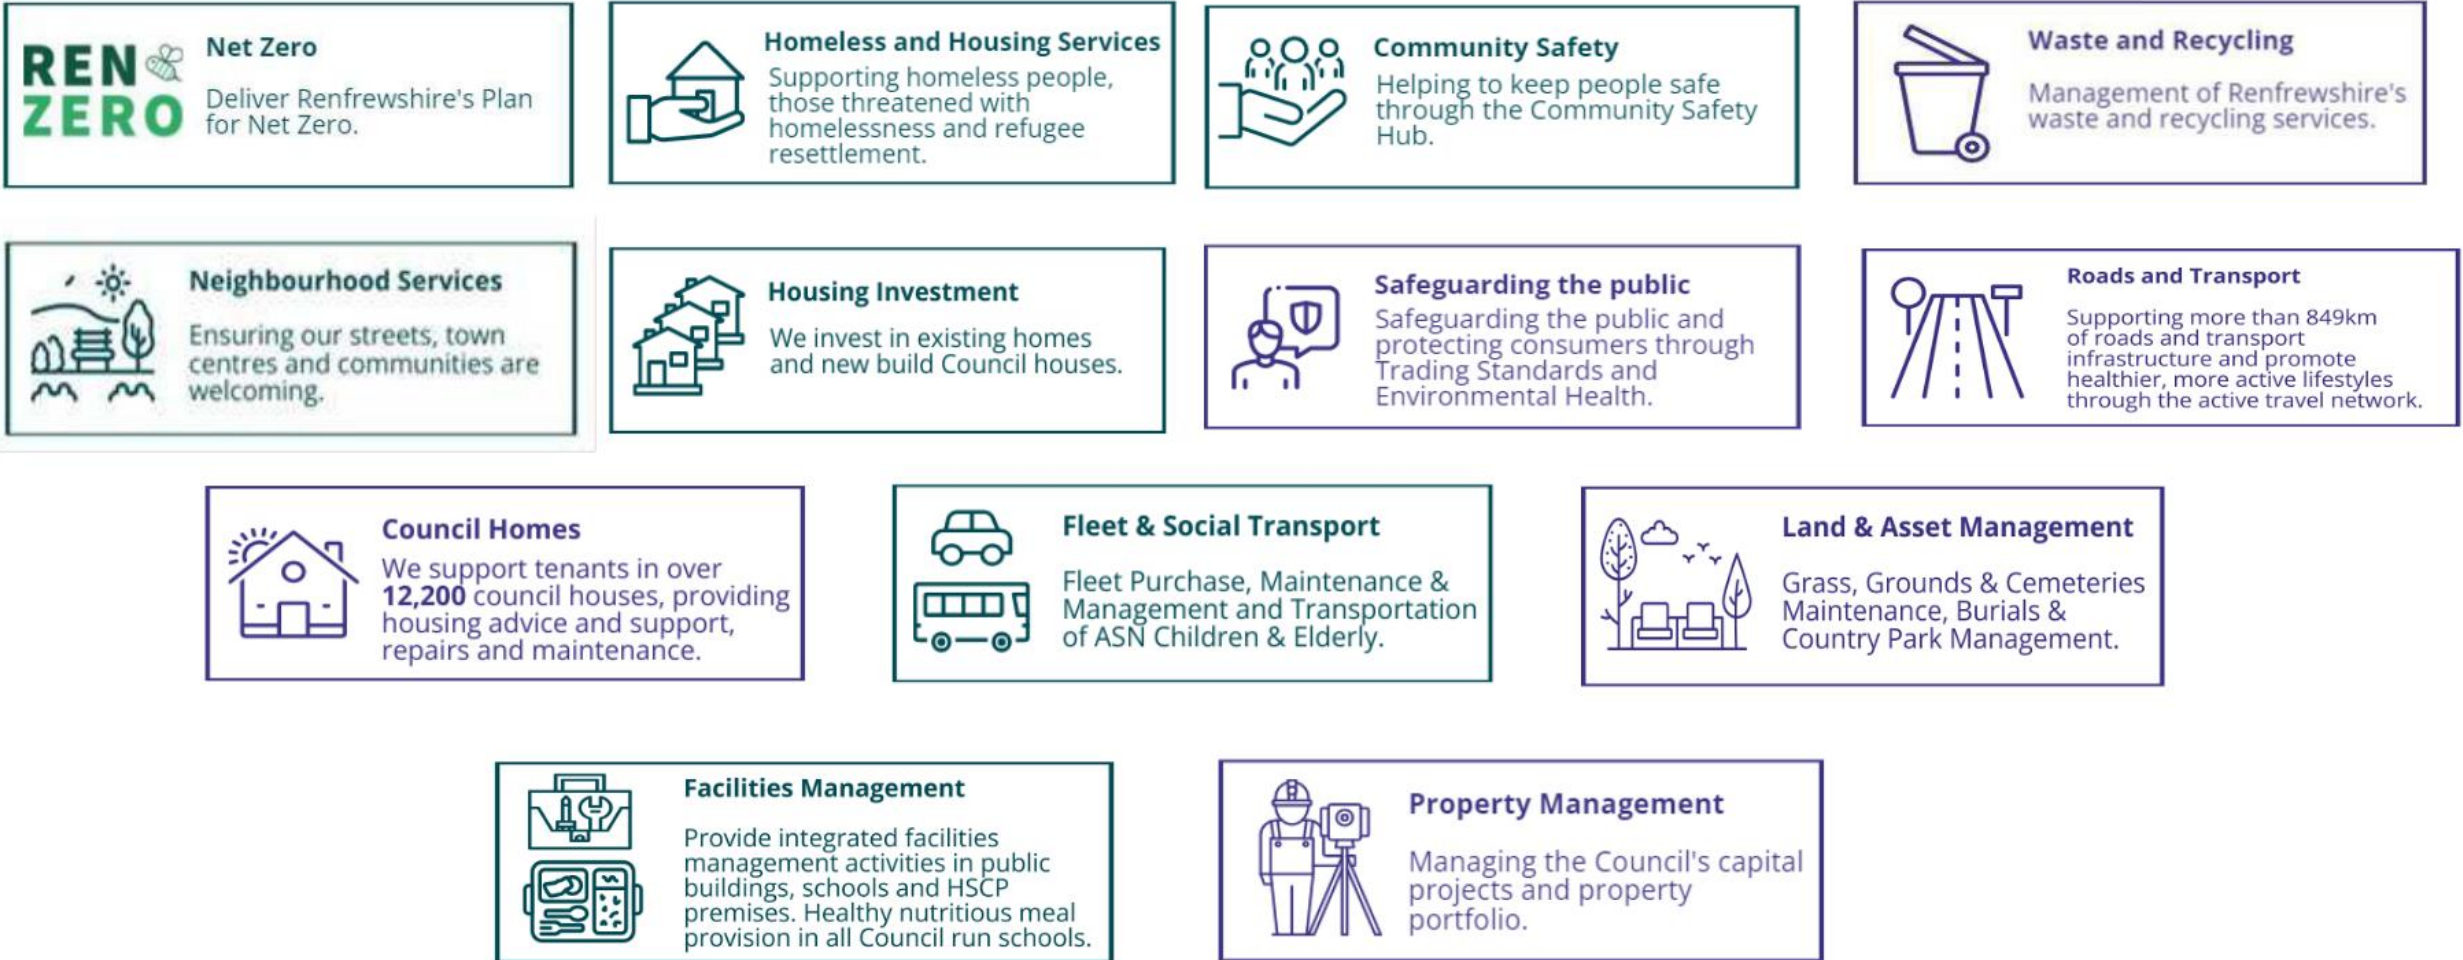 REN
ZERO
Net Zero
Deliver Renfrewshire's Plan
for Net Zero.
Homeless and Housing Services
Supporting homeless people,
those threatened with
homelessness and refugee
resettlement.
Community Safety
Helping to keep people safe
through the Community Safety
Hub.
Waste and Recycling
Management of Renfrewshire's
waste and recycling services.
Neighbourhood Services
Ensuring our streets, town
centres and communities are
welcoming.
Housing Investment
We invest in existing homes
and new build Council houses.
Safeguarding the public
Safeguarding the public and
protecting consumers through
Trading Standards and
Environmental Health.
Roads and Transport
Supporting more than 849km
of roads and transport
infrastructure and promote
healthier, more active lifestyles
through the active travel network.
Council Homes
We support tenants in over
12,200 council houses, providing
housing advice and support,
repairs and maintenance.
Fleet & Social Transport
Fleet Purchase, Maintenance &
Management and Transportation
of ASN Children & Elderly.
Land & Asset Management
Grass, Grounds & Cemeteries
Maintenance, Burials &
Country Park Management.
Facilities Management
Provide integrated facilities
management activities in public
buildings, schools and HSCP
premises. Healthy nutritious meal
provision in all Council run schools.
Property Management
Managing the Council's capital
projects and property
portfolio.